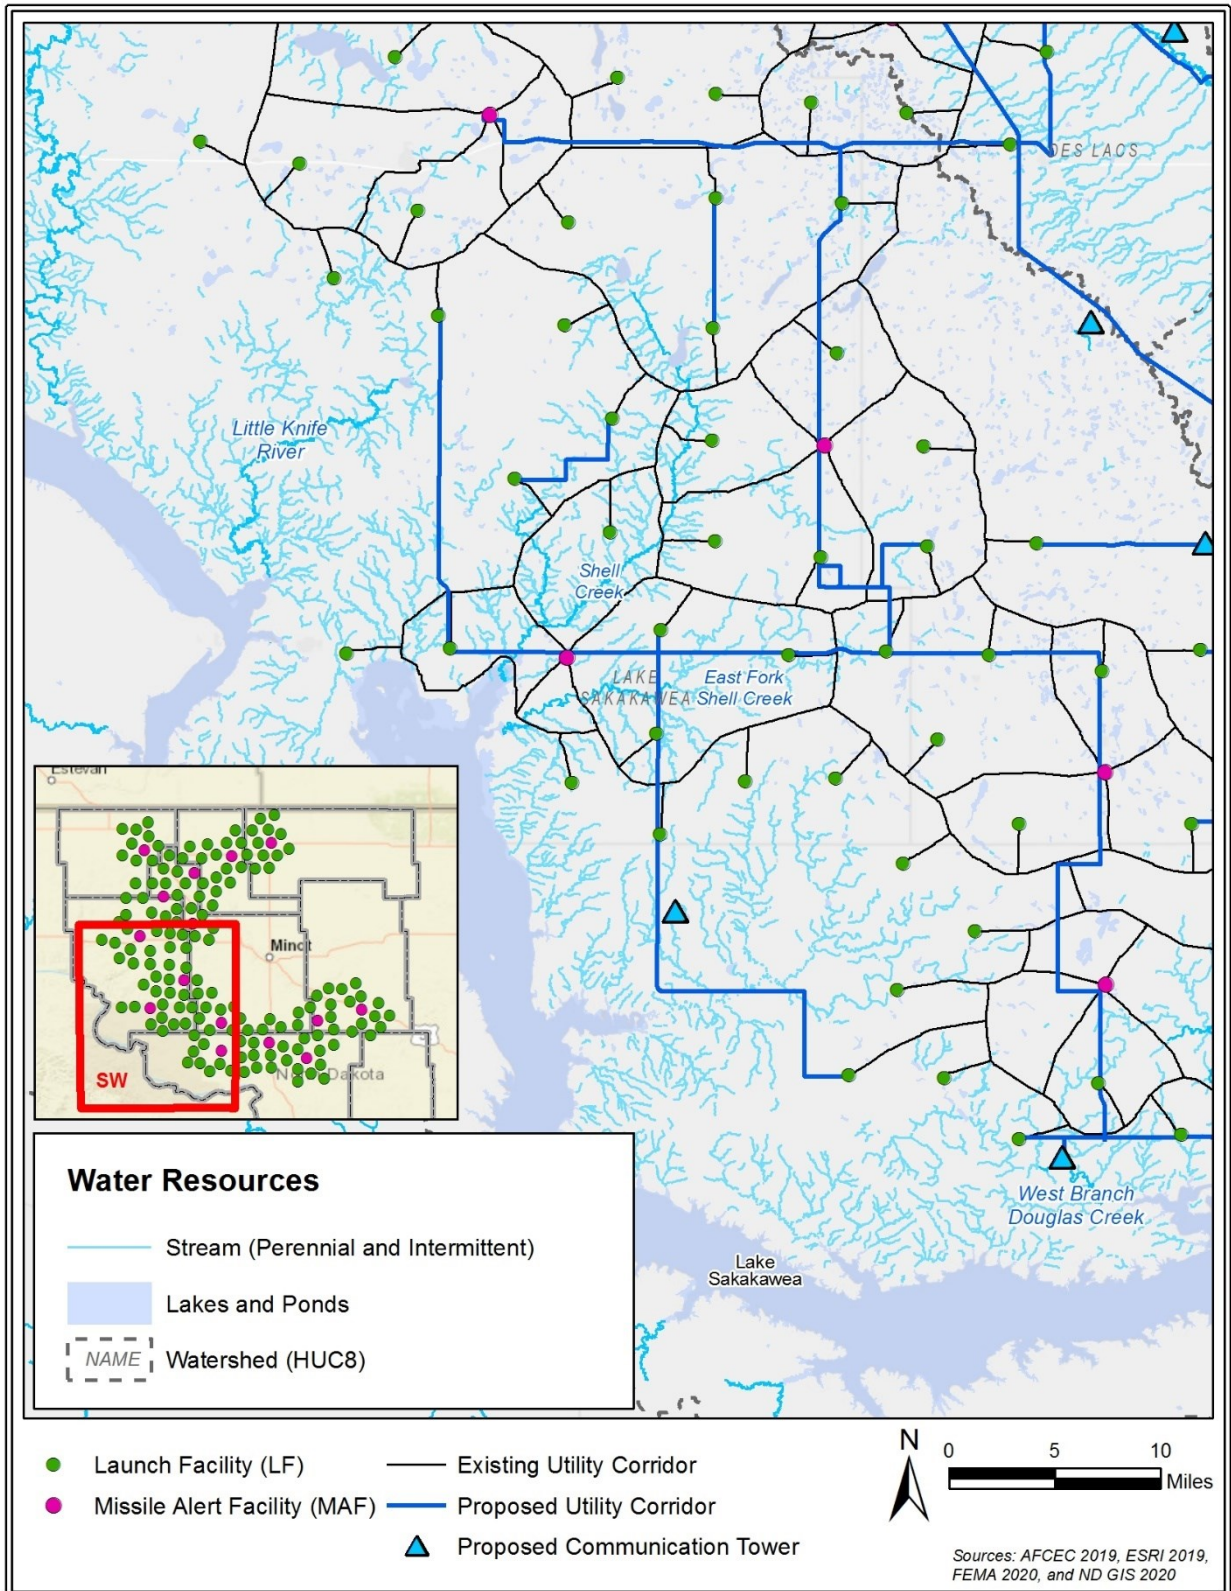 DES LAOS
Little Knife
River
Shell
Creek
LAKE
SAKAKAWEA
East Fork
Shell Creek
Estevan
Minot
North Dakota
SW
West Branch
Douglas Creek
Lake
Sakakawea
Water Resources
Stream (Perennial and Intermittent)
Lakes and Ponds
NAME
Watershed (HUC8)
Launch Facility (LF)
Missile Alert Facility (MAF)
Existing Utility Corridor
Proposed Utility Corridor
Proposed Communication Tower
N
0 5 10
Miles
Sources: AFCEC 2019, ESRI 2019,
FEMA 2020, and ND GIS 2020